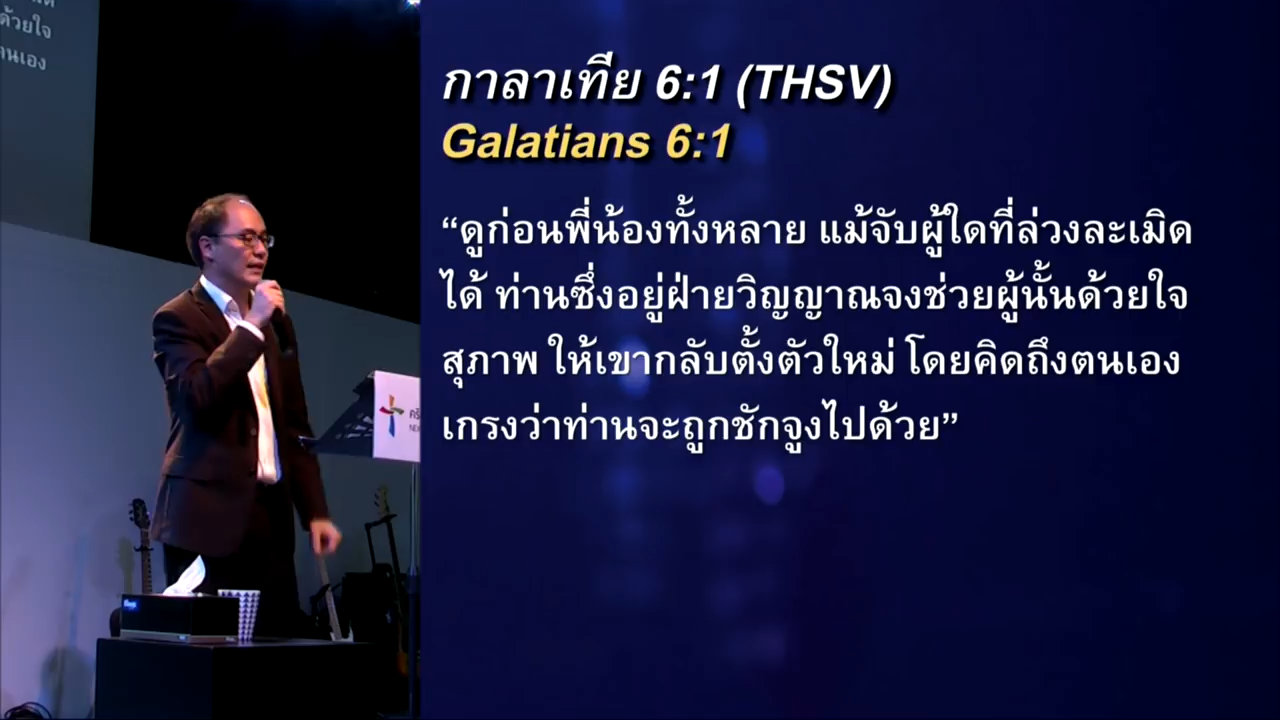 ด้วยใจ
ตนเอง
กาลาเทีย 6:1 (THSV)
Galatians 6:1
“ดูก่อนพี่น้องทั้งหลาย แม้จับผู้ใดที่ล่วงละเมิด
ได้ ท่านซึ่งอยู่ฝ่ายวิญญาณจงช่วยผู้นั้นด้วยใจ
สุภาพ ให้เขากลับตั้งตัวใหม่ โดยคิดถึงตนเอง
เกรงว่าท่านจะถูกชักจูงไปด้วย”